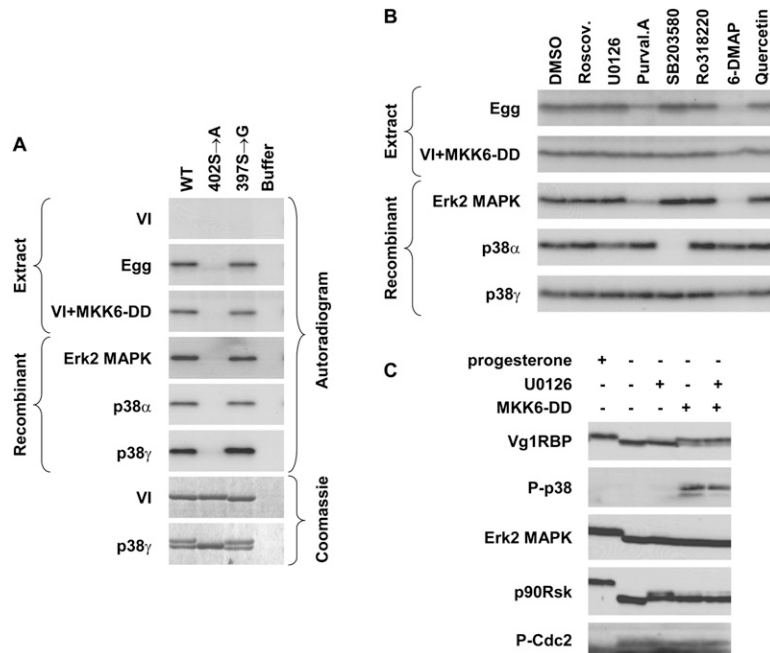 A
WT
402S→A
397S→G
Buffer
Extract
VI
Egg
VI+MKK6-DD
Recombinant
Erk2 MAPK
p38α
p38γ
Autoradiogram
VI
p38γ
Coomassie
B
DMSO
Roscov.
U0126
Purval.A
SB203580
Ro318220
6-DMAP
Quercetin
Extract
Egg
VI+MKK6-DD
Recombinant
Erk2 MAPK
p38α
p38γ
C
progesterone + - - - -
U0126 - - + - +
MKK6-DD - - - + +
Vg1RBP
P-p38
Erk2 MAPK
p90Rsk
P-Cdc2